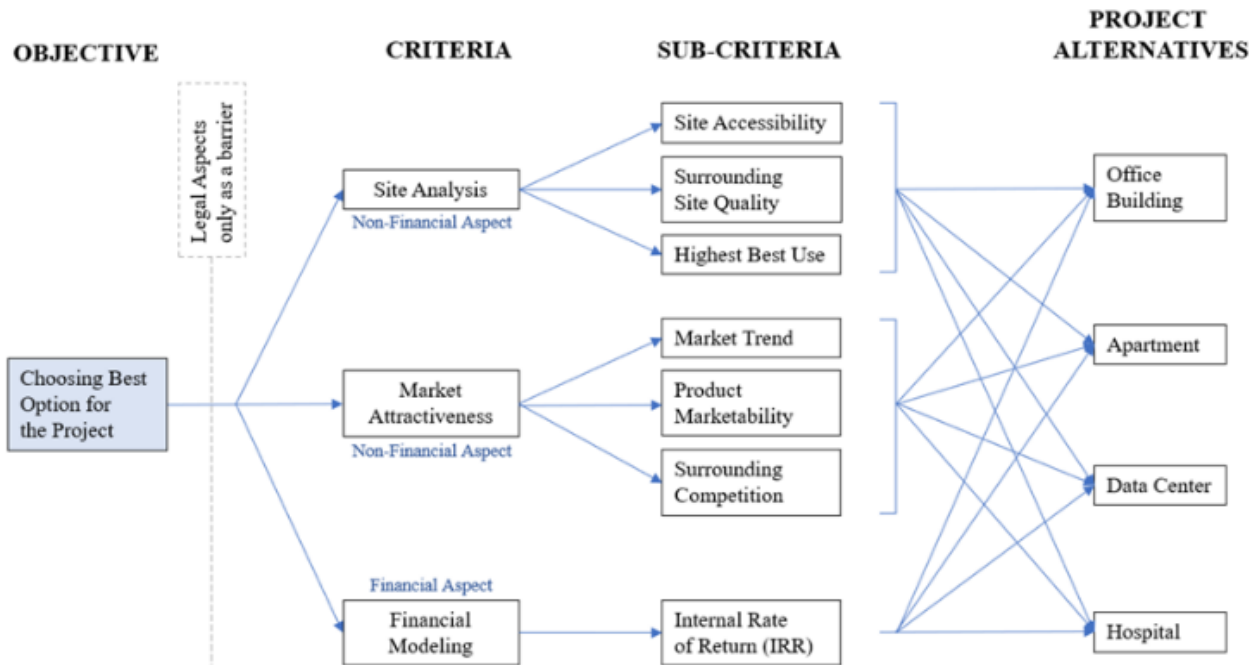 OBJECTIVE
CRITERIA
SUB-CRITERIA
PROJECT
ALTERNATIVES
Legal Aspects
only as a barrier
Choosing Best
Option for
the Project
Site Analysis
Non-Financial Aspect
Market
Attractiveness
Non-Financial Aspect
Financial Aspect
Financial
Modeling
Site Accessibility
Surrounding
Site Quality
Highest Best Use
Market Trend
Product
Marketability
Surrounding
Competition
Internal Rate
of Return (IRR)
Office
Building
Apartment
Data Center
Hospital